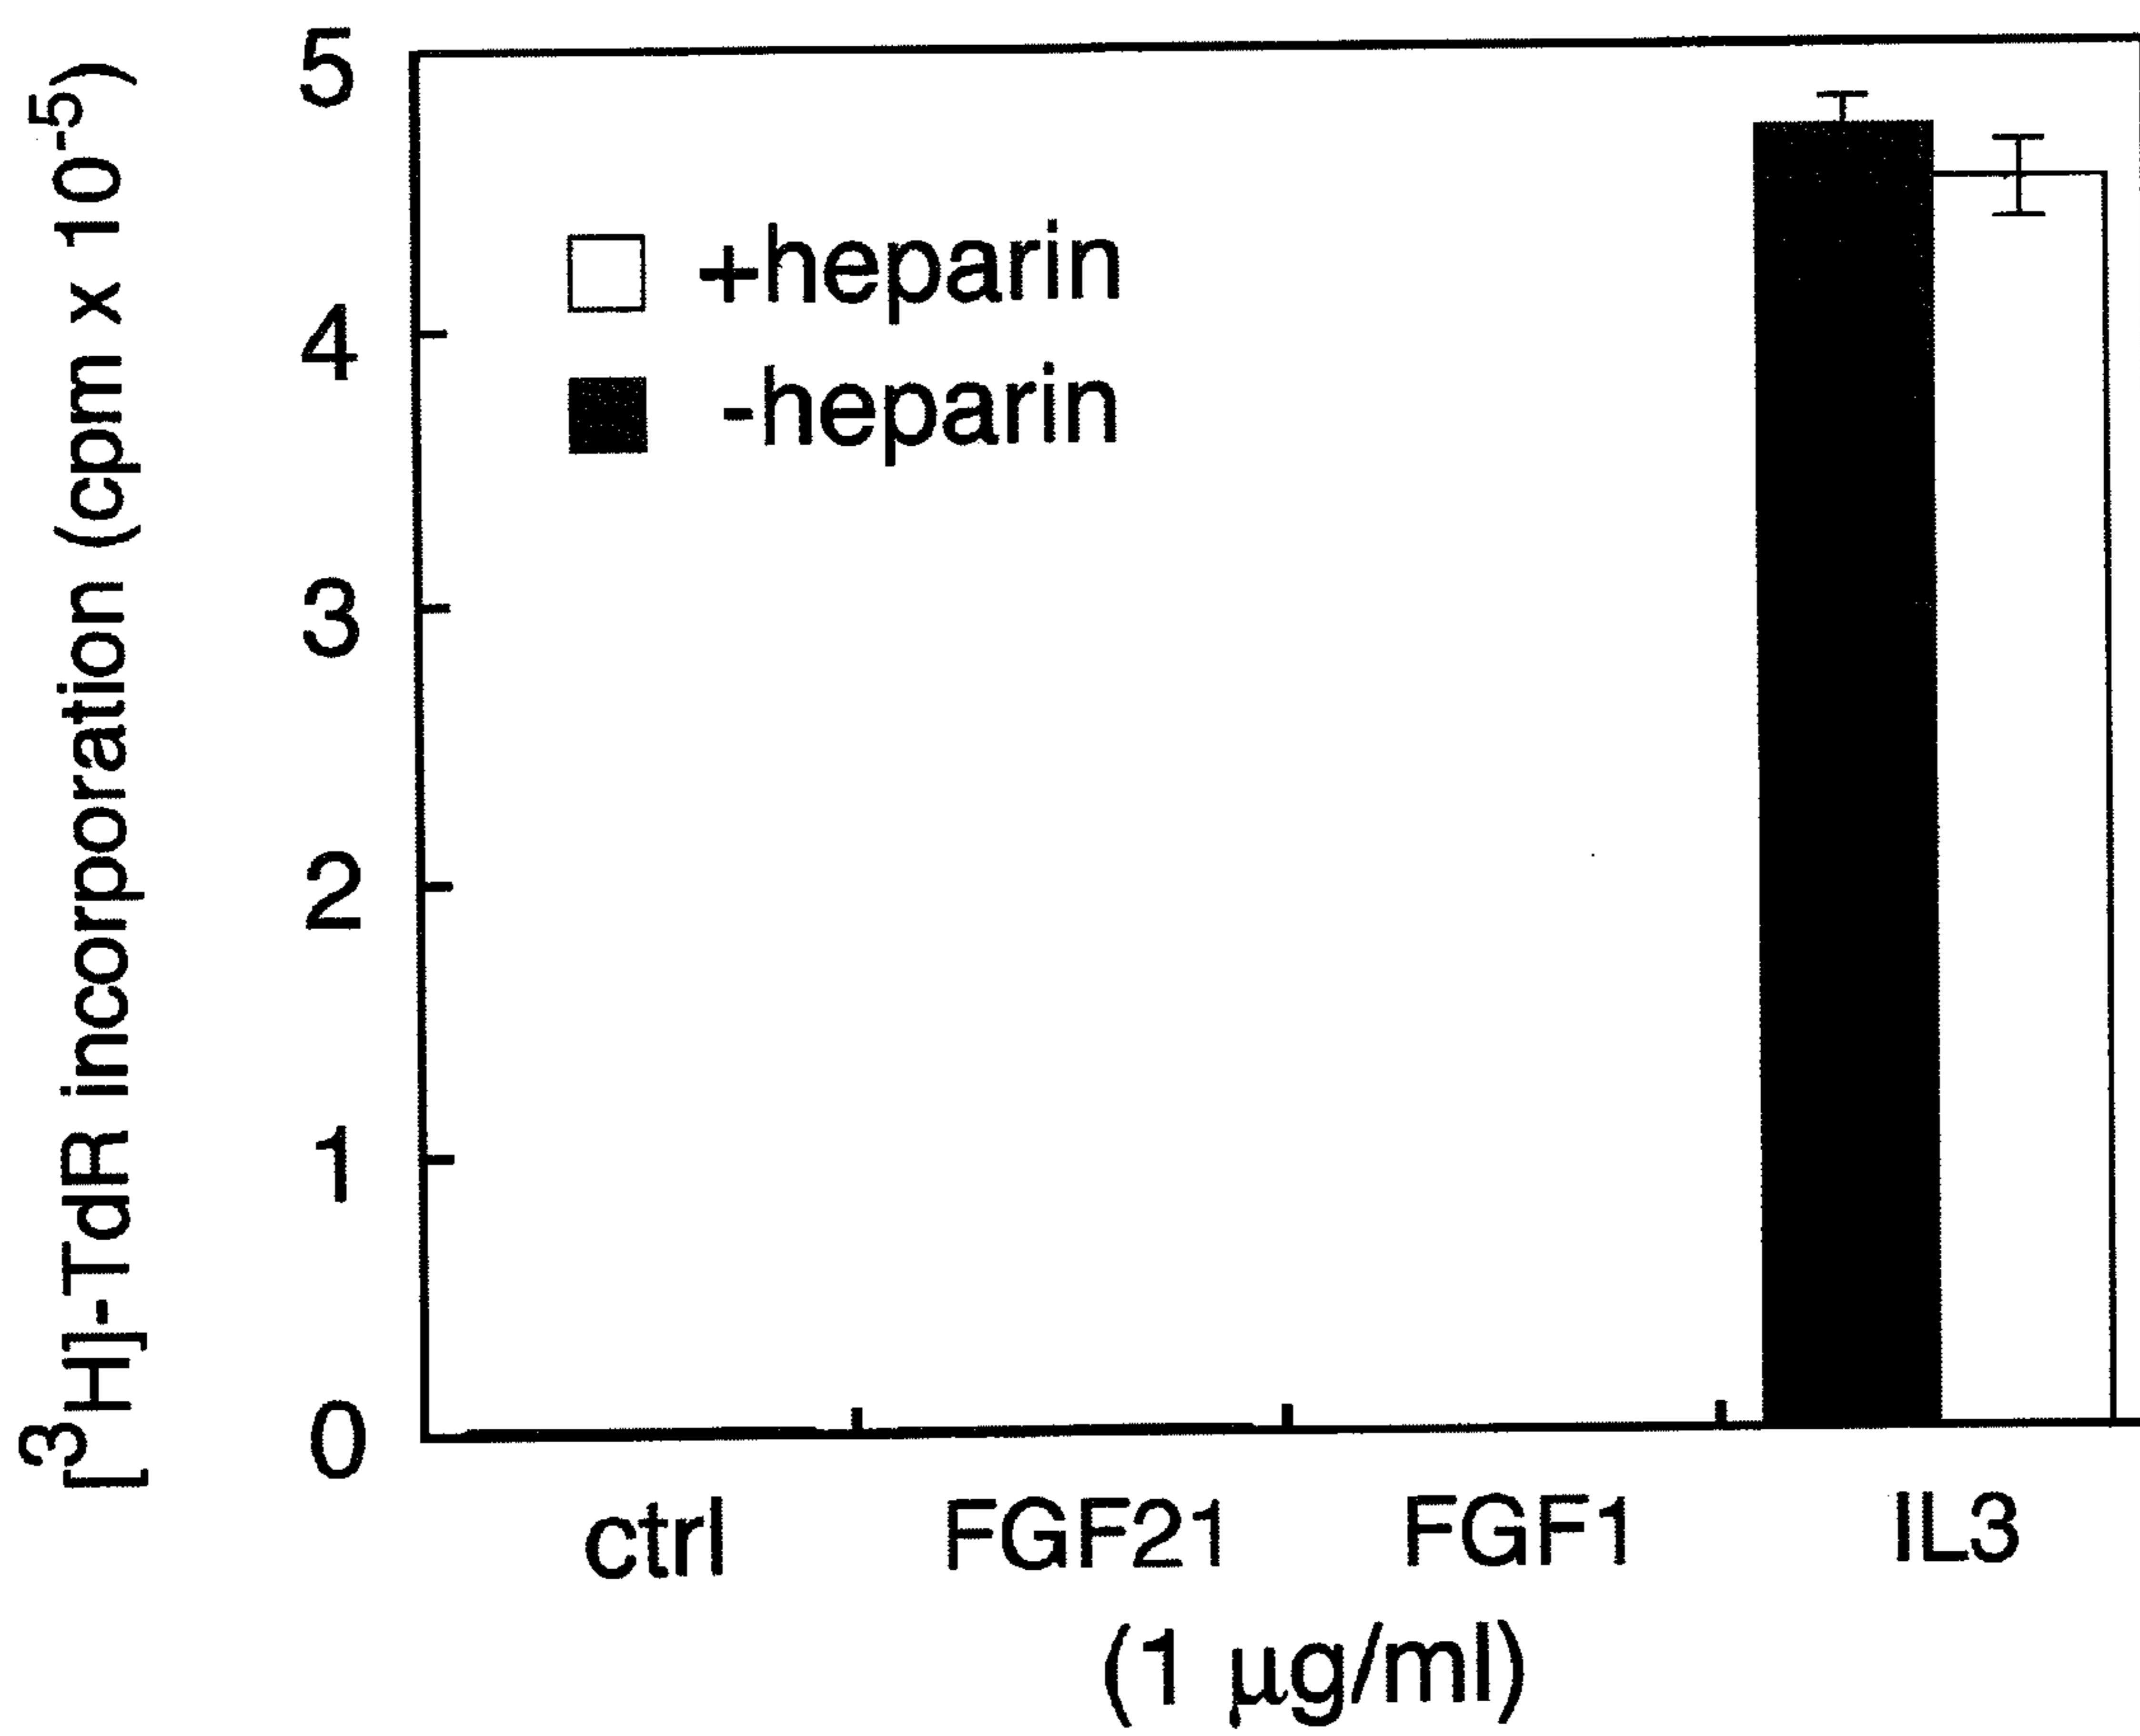 [³H]-TdR incorporation (cpm x 10⁻⁵)
5
4
3
2
1
0
+heparin
-heparin
ctrl FGF21 FGF1 IL3
(1 µg/ml)